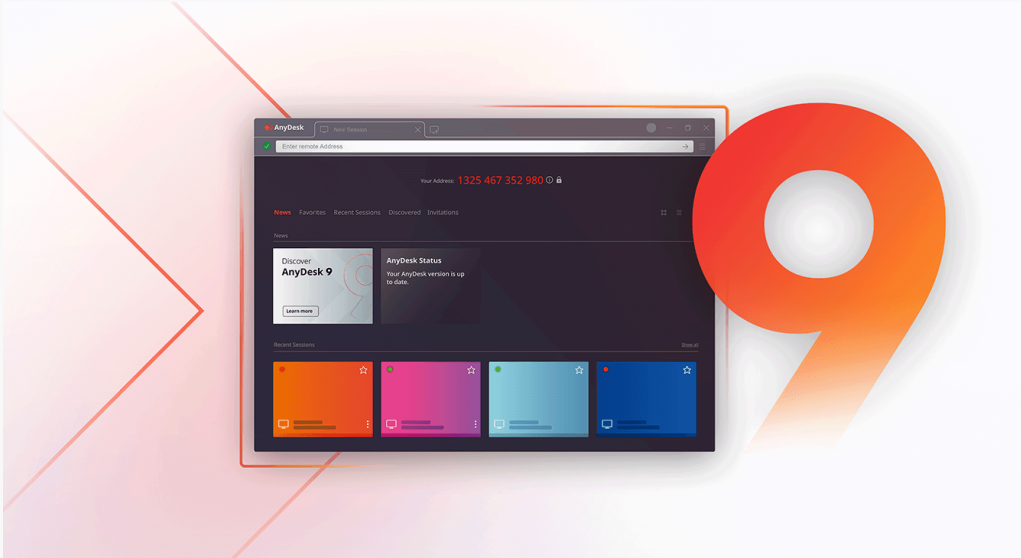 AnyDesk
New Session
Enter remote Address
Your Address: 1325 467 352 980
News Favorites Recent Sessions Discovered Invitations
News
Discover
AnyDesk 9
Learn more
AnyDesk Status
Your AnyDesk version is up
to date.
Recent Sessions
Show all
9